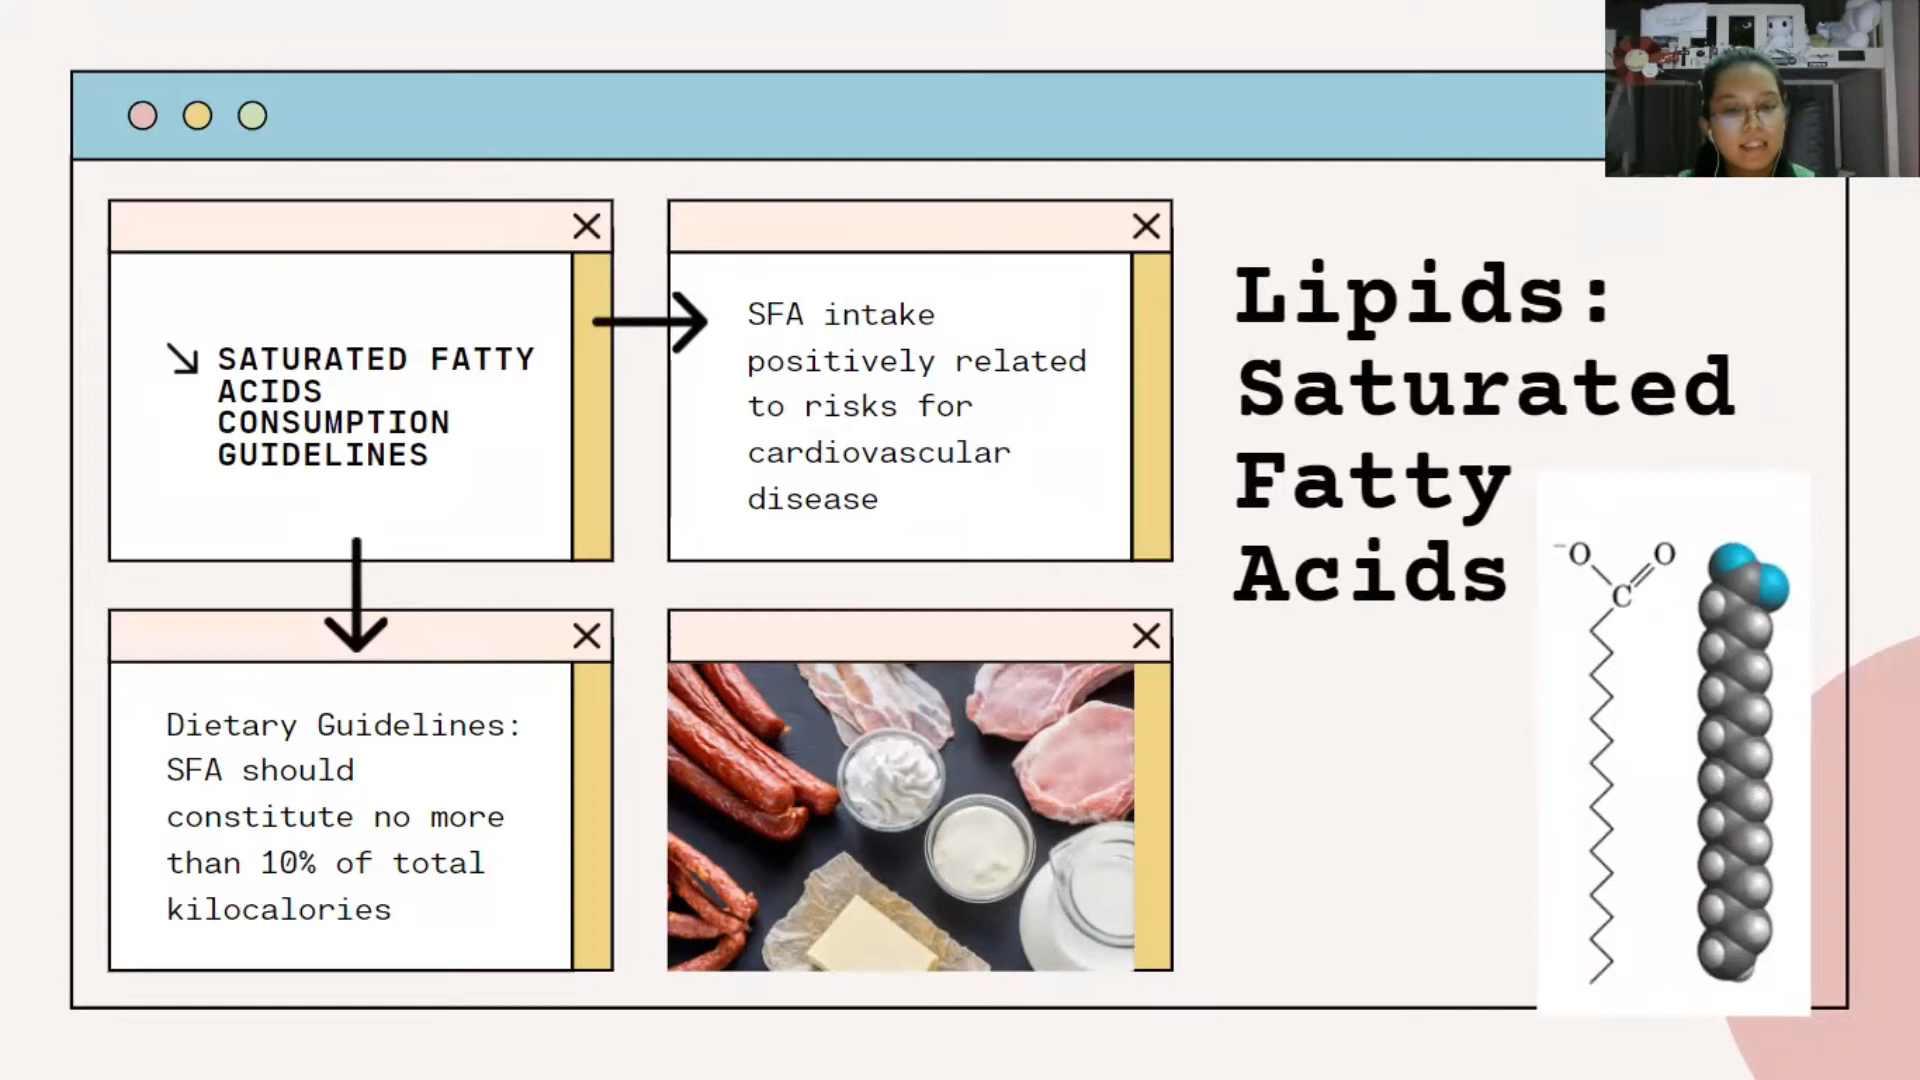 SATURATED FATTY
ACIDS
CONSUMPTION
GUIDELINES
SFA intake
positively related
to risks for
cardiovascular
disease
Dietary Guidelines:
SFA should
constitute no more
than 10% of total
kilocalories
Lipids:
Saturated
Fatty
Acids
⁻O O
C